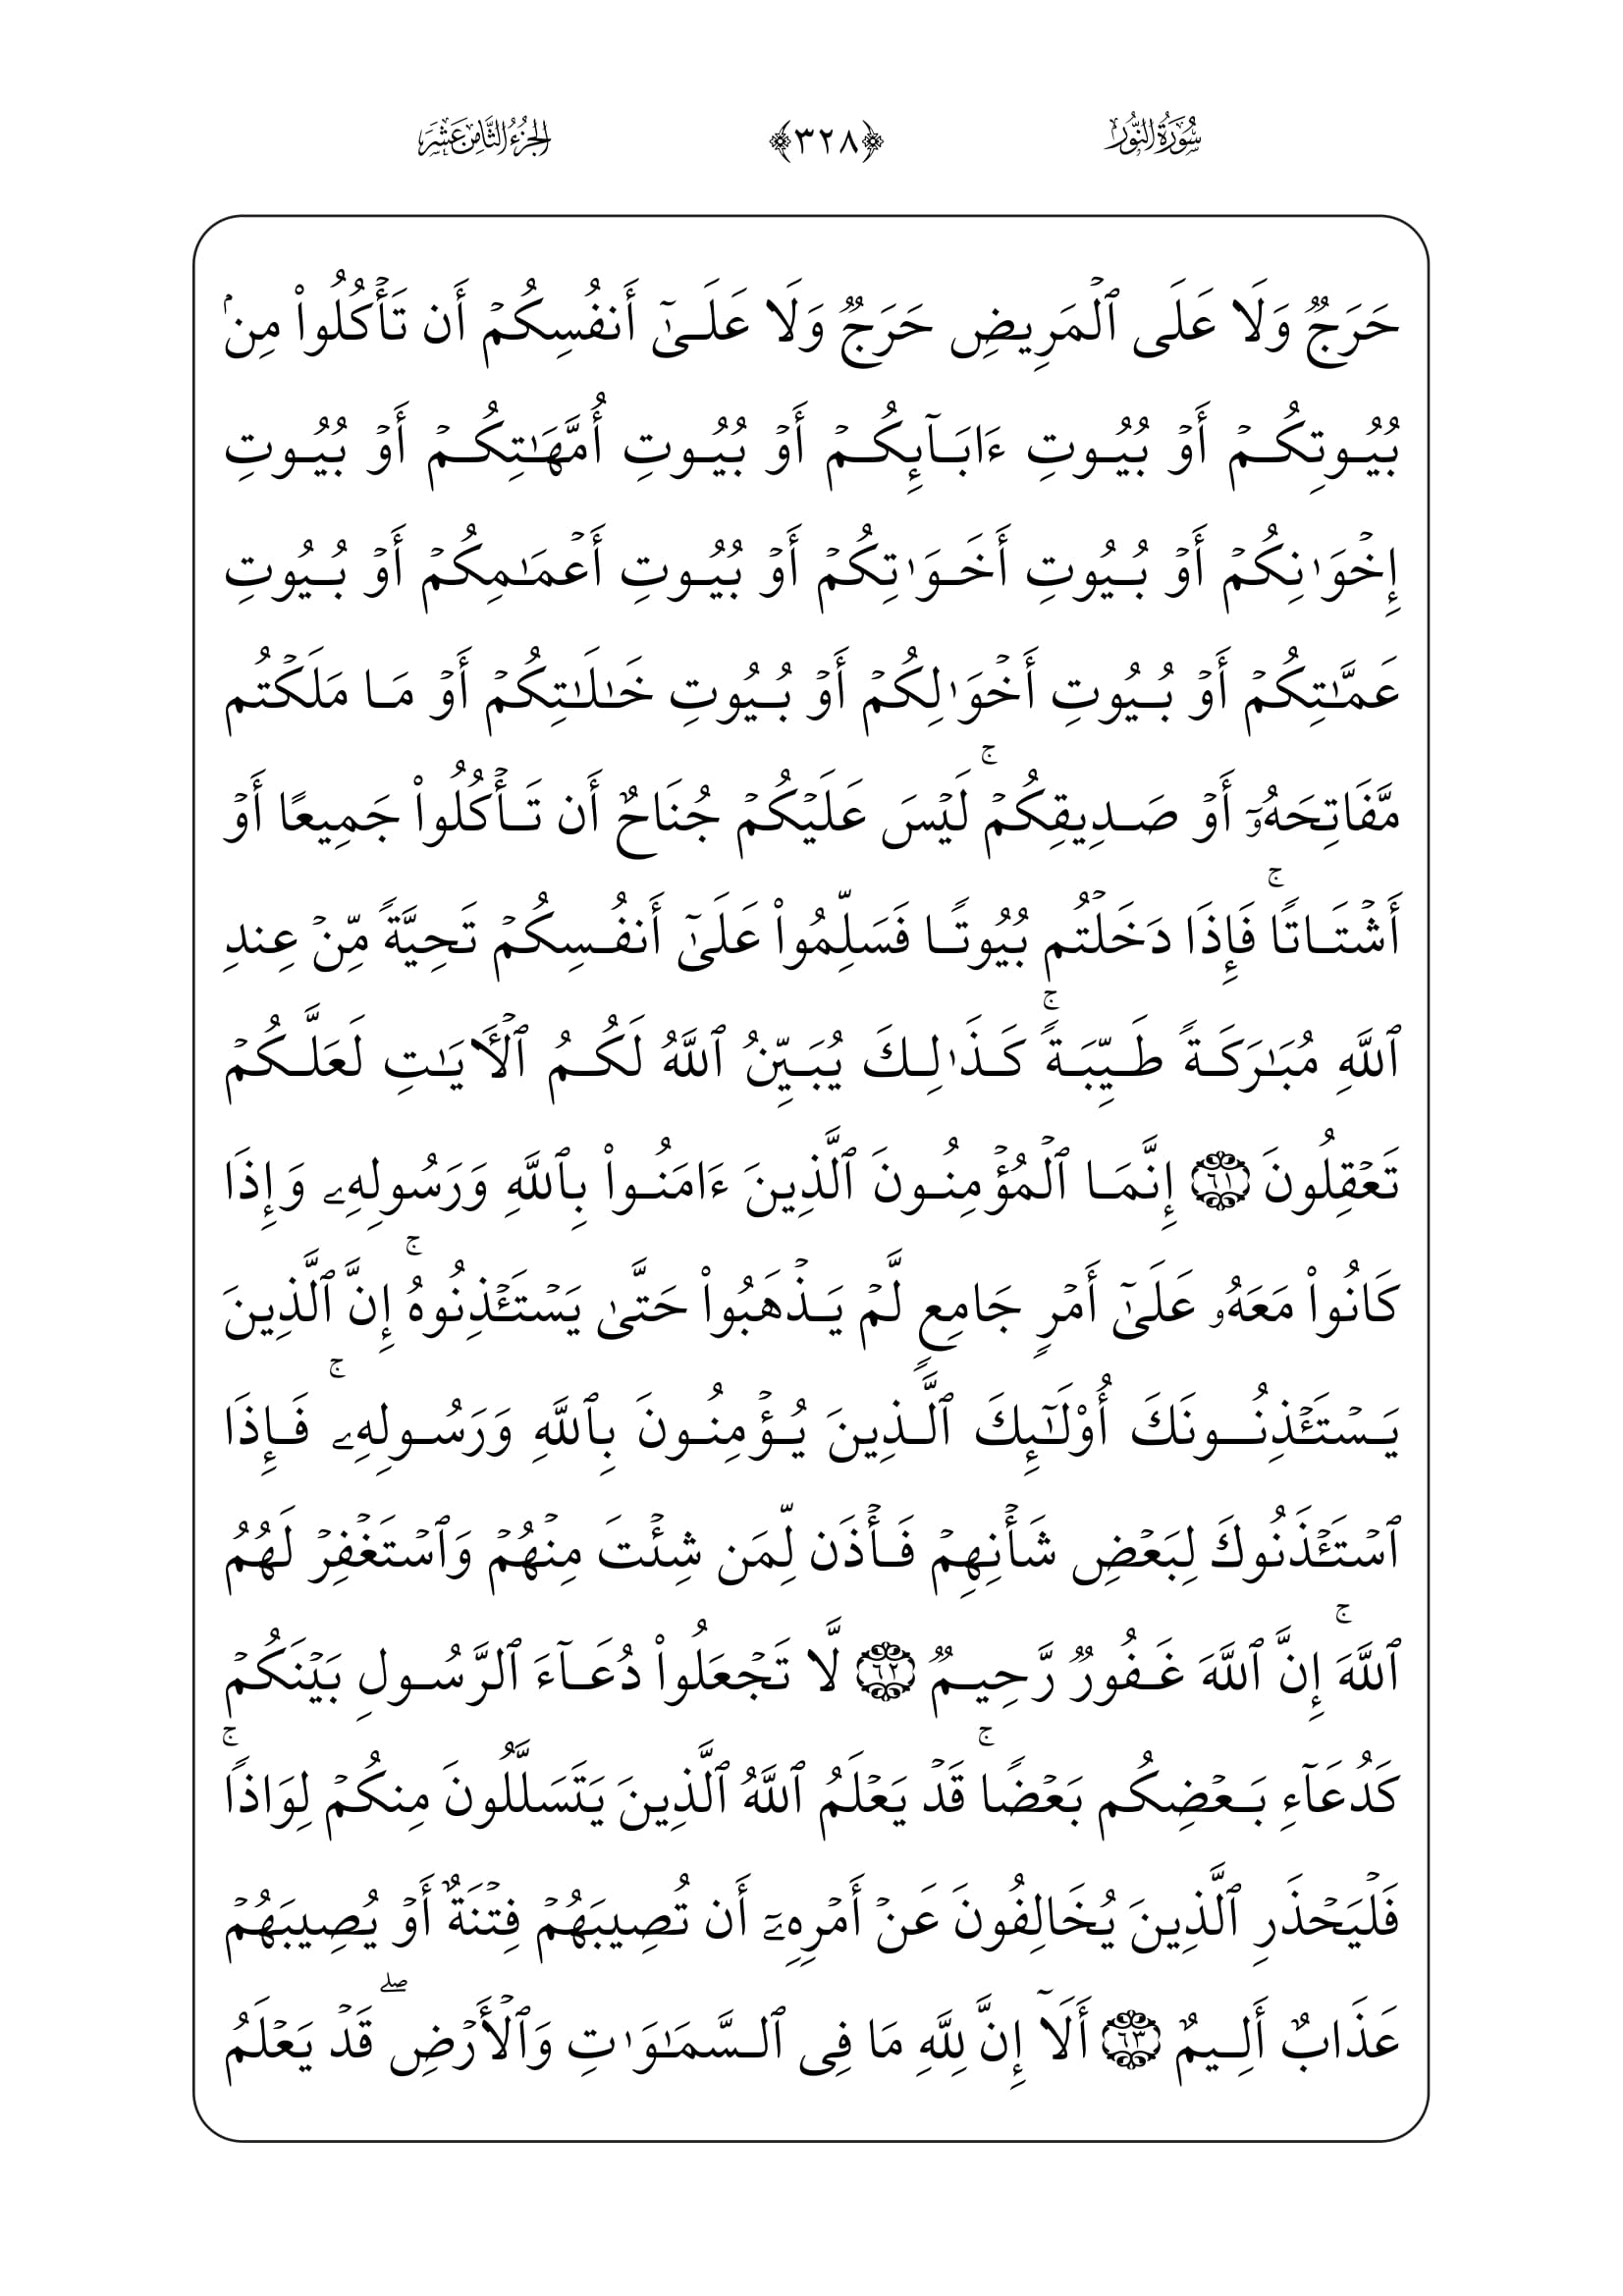 سُورَةُ النُّورِ ﴿٣٢٨﴾ الجُزْءُ الثَّامِنَ عَشَرَ
حَرَجٞ وَلَا عَلَى ٱلۡمَرِيضِ حَرَجٞ وَلَا عَلَىٰٓ أَنفُسِكُمۡ أَن تَأۡكُلُواْ مِنۢ
بُيُوتِكُمۡ أَوۡ بُيُوتِ ءَابَآئِكُمۡ أَوۡ بُيُوتِ أُمَّهَٰتِكُمۡ أَوۡ بُيُوتِ
إِخۡوَٰنِكُمۡ أَوۡ بُيُوتِ أَخَوَٰتِكُمۡ أَوۡ بُيُوتِ أَعۡمَٰمِكُمۡ أَوۡ بُيُوتِ
عَمَّٰتِكُمۡ أَوۡ بُيُوتِ أَخۡوَٰلِكُمۡ أَوۡ بُيُوتِ خَٰلَٰتِكُمۡ أَوۡ مَا مَلَكۡتُم
مَّفَاتِحَهُۥٓ أَوۡ صَدِيقِكُمۡۚ لَيۡسَ عَلَيۡكُمۡ جُنَاحٌ أَن تَأۡكُلُواْ جَمِيعًا أَوۡ
أَشۡتَاتٗاۚ فَإِذَا دَخَلۡتُم بُيُوتٗا فَسَلِّمُواْ عَلَىٰٓ أَنفُسِكُمۡ تَحِيَّةٗ مِّنۡ عِندِ
ٱللَّهِ مُبَٰرَكَةٗ طَيِّبَةٗۚ كَذَٰلِكَ يُبَيِّنُ ٱللَّهُ لَكُمُ ٱلۡأٓيَٰتِ لَعَلَّكُمۡ
تَعۡقِلُونَ ٦١ إِنَّمَا ٱلۡمُؤۡمِنُونَ ٱلَّذِينَ ءَامَنُواْ بِٱللَّهِ وَرَسُولِهِۦ وَإِذَا
كَانُواْ مَعَهُۥ عَلَىٰٓ أَمۡرٖ جَامِعٖ لَّمۡ يَذۡهَبُواْ حَتَّىٰ يَسۡتَـٔۡذِنُوهُۚ إِنَّ ٱلَّذِينَ
يَسۡتَـٔۡذِنُونَكَ أُوْلَٰٓئِكَ ٱلَّذِينَ يُؤۡمِنُونَ بِٱللَّهِ وَرَسُولِهِۦۚ فَإِذَا
ٱسۡتَـٔۡذَنُوكَ لِبَعۡضِ شَأۡنِهِمۡ فَأۡذَن لِّمَن شِئۡتَ مِنۡهُمۡ وَٱسۡتَغۡفِرۡ لَهُمُ
ٱللَّهَۚ إِنَّ ٱللَّهَ غَفُورٞ رَّحِيمٞ ٦٢ لَّا تَجۡعَلُواْ دُعَآءَ ٱلرَّسُولِ بَيۡنَكُمۡ
كَدُعَآءِ بَعۡضِكُم بَعۡضٗاۚ قَدۡ يَعۡلَمُ ٱللَّهُ ٱلَّذِينَ يَتَسَلَّلُونَ مِنكُمۡ لِوَاذٗاۚ
فَلۡيَحۡذَرِ ٱلَّذِينَ يُخَالِفُونَ عَنۡ أَمۡرِهِۦٓ أَن تُصِيبَهُمۡ فِتۡنَةٌ أَوۡ يُصِيبَهُمۡ
عَذَابٌ أَلِيمٌ ٦٣ أَلَآ إِنَّ لِلَّهِ مَا فِي ٱلسَّمَٰوَٰتِ وَٱلۡأَرۡضِۖ قَدۡ يَعۡلَمُ